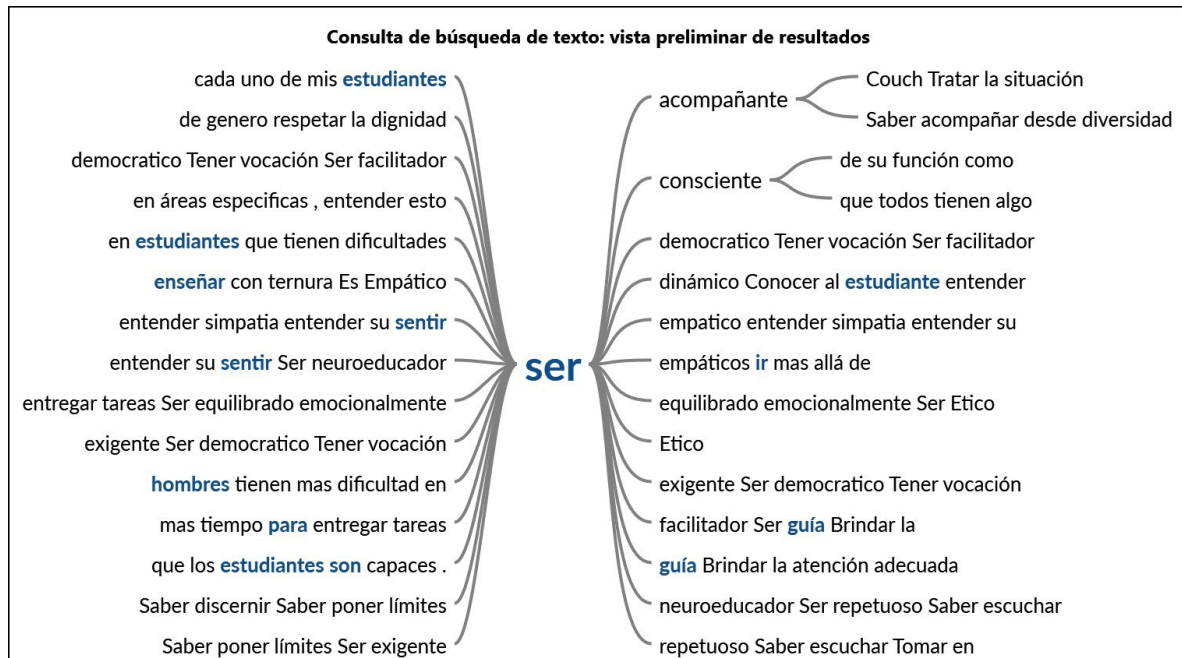 Consulta de búsqueda de texto: vista preliminar de resultados
cada uno de mis estudiantes
de genero respetar la dignidad
democratico Tener vocación Ser facilitador
en áreas especificas , entender esto
en estudiantes que tienen dificultades
enseñar con ternura Es Empático
entender simpatia entender su sentir
entender su sentir Ser neuroeducador
entregar tareas Ser equilibrado emocionalmente
exigente Ser democratico Tener vocación
hombres tienen mas dificultad en
mas tiempo para entregar tareas
que los estudiantes son capaces .
Saber discernir Saber poner límites
Saber poner límites Ser exigente
ser
acompañante
Couch Tratar la situación
Saber acompañar desde diversidad
consciente
de su función como
que todos tienen algo
democratico Tener vocación Ser facilitador
dinámico Conocer al estudiante entender
empatico entender simpatia entender su
empáticos ir mas allá de
equilibrado emocionalmente Ser Etico
Etico
exigente Ser democratico Tener vocación
facilitador Ser guía Brindar la
guía Brindar la atención adecuada
neuroeducador Ser repetuoso Saber escuchar
repetuoso Saber escuchar Tomar en